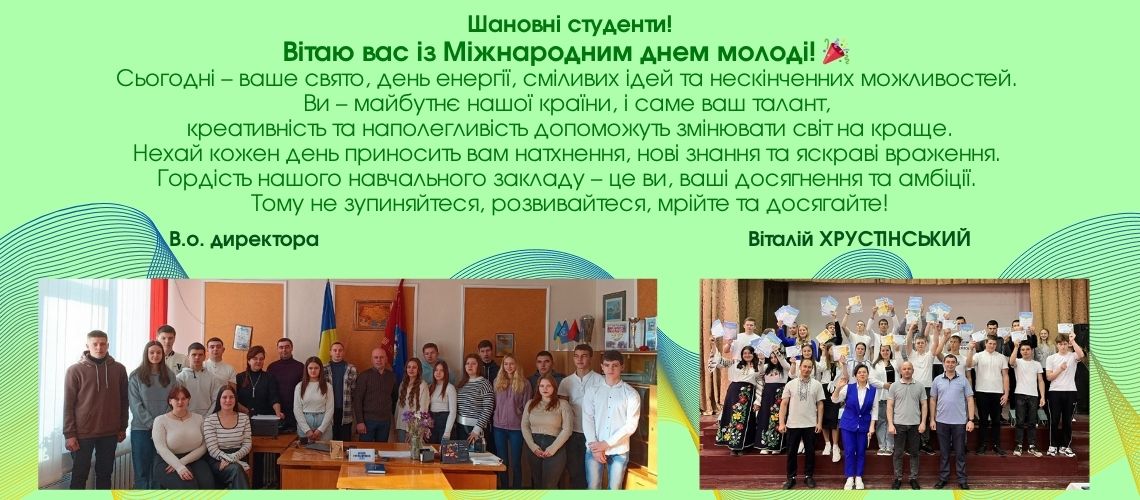 Шановні студенти!
Вітаю вас із Міжнародним днем молоді! 🎉
Сьогодні – ваше свято, день енергії, сміливих ідей та нескінченних можливостей.
Ви – майбутнє нашої країни, і саме ваш талант,
креативність та наполегливість допоможуть змінювати світ на краще.
Нехай кожен день приносить вам натхнення, нові знання та яскраві враження.
Гордість нашого навчального закладу – це ви, ваші досягнення та амбіції.
Тому не зупиняйтеся, розвивайтеся, мрійте та досягайте!
В.о. директора Віталій ХРУСТІНСЬКИЙ